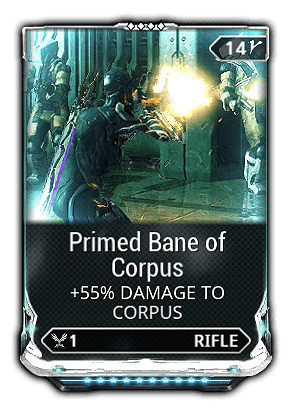 14
Primed Bane of
Corpus
+55% DAMAGE TO
CORPUS
1 RIFLE